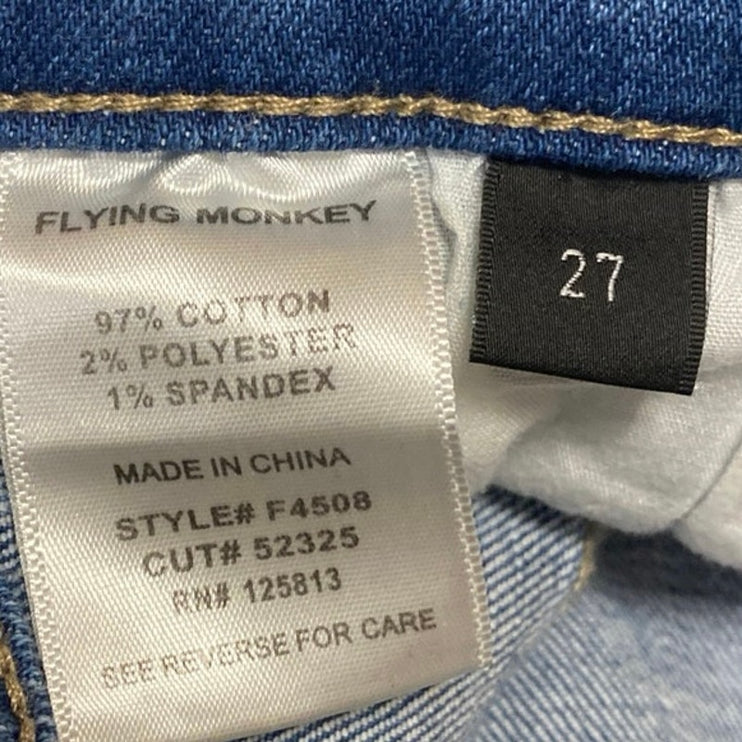 FLYING MONKEY
97% COTTON
2% POLYESTER
1% SPANDEX
MADE IN CHINA
STYLE# F4508
CUT# 52325
RN# 125813
SEE REVERSE FOR CARE
27